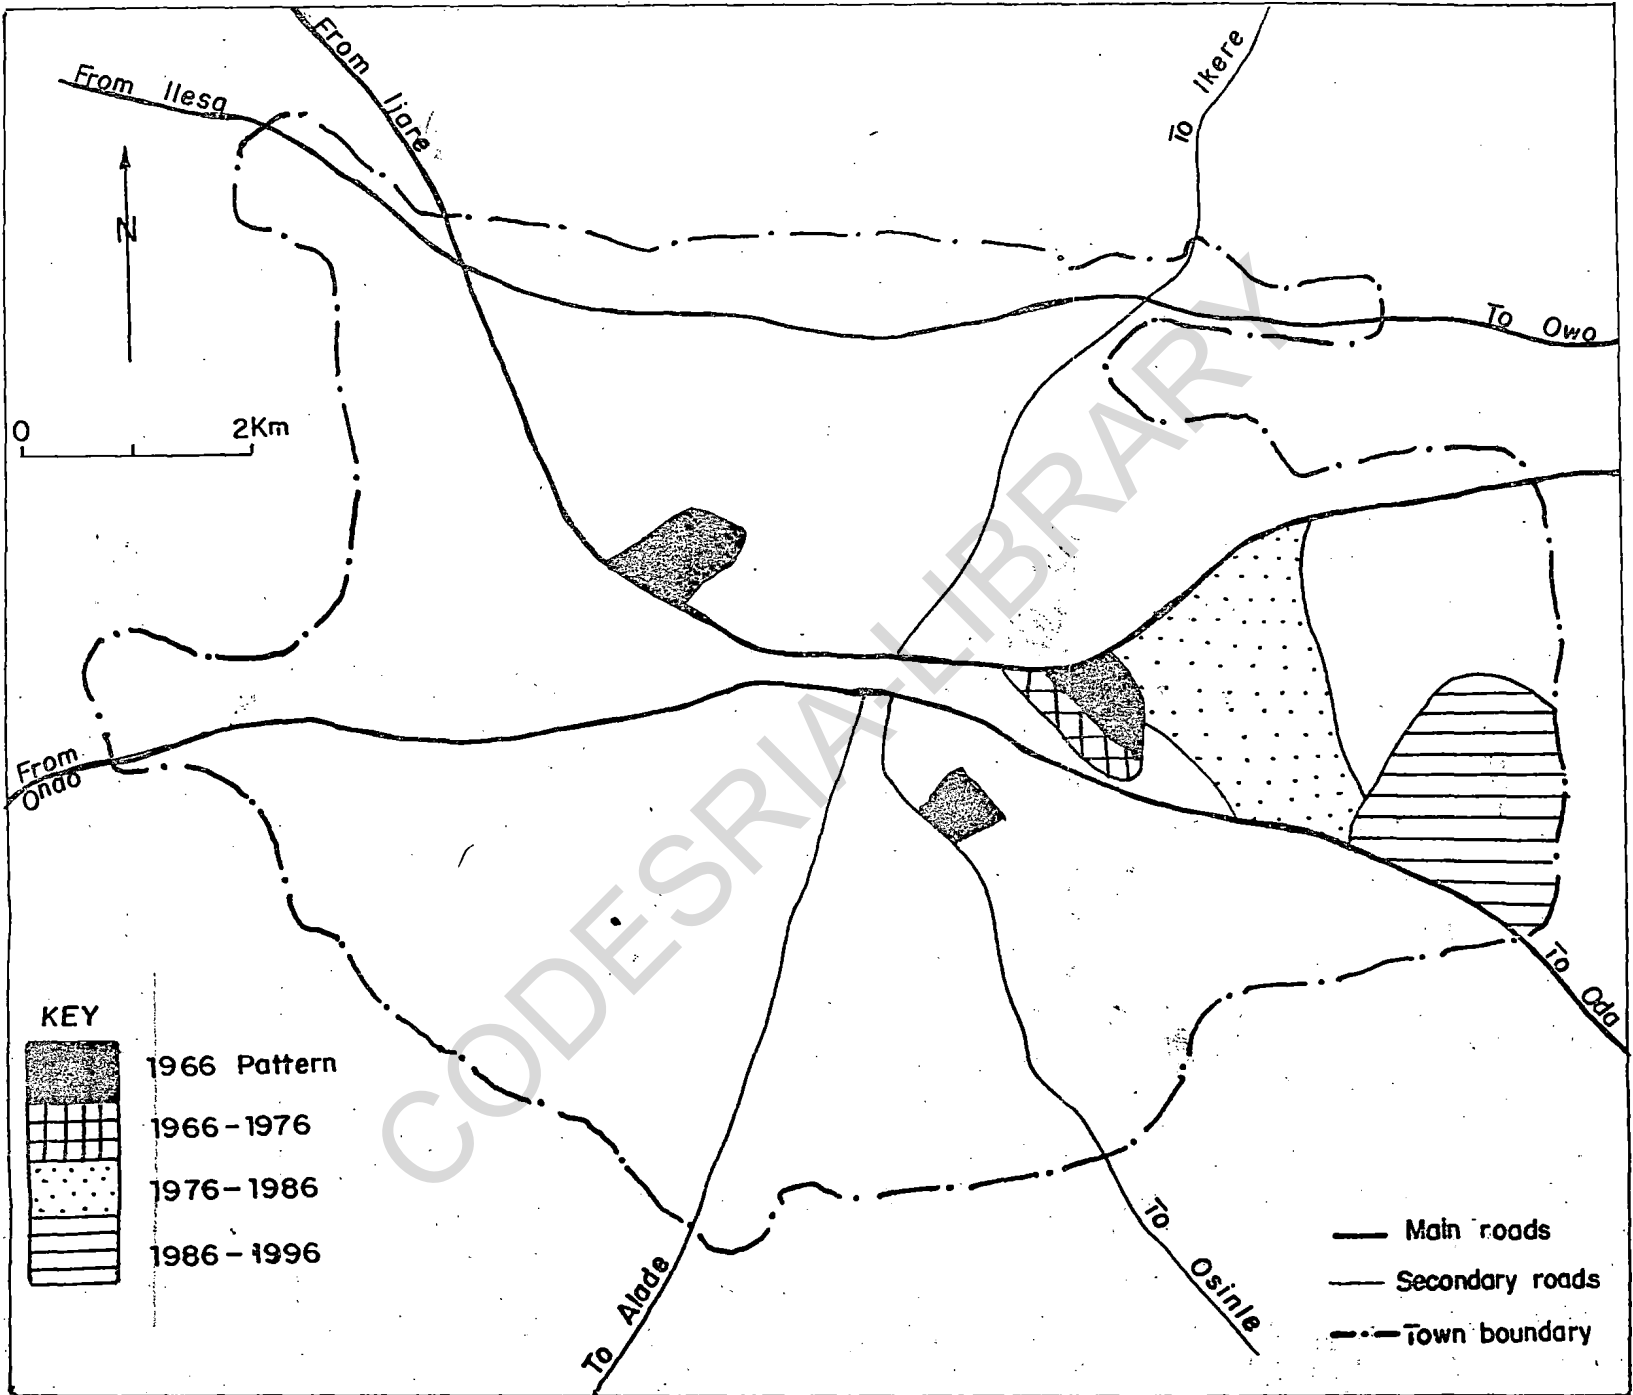 From Ijare
From Ilesa
To Ikere
N
To Owo
0 2Km
From
Ondo
To Oda
KEY
1966 Pattern
1966-1976
1976-1986
1986-1996
To Alade
To Osinle
Main roads
Secondary roads
Town boundary
CODESRIA-LIBRARY